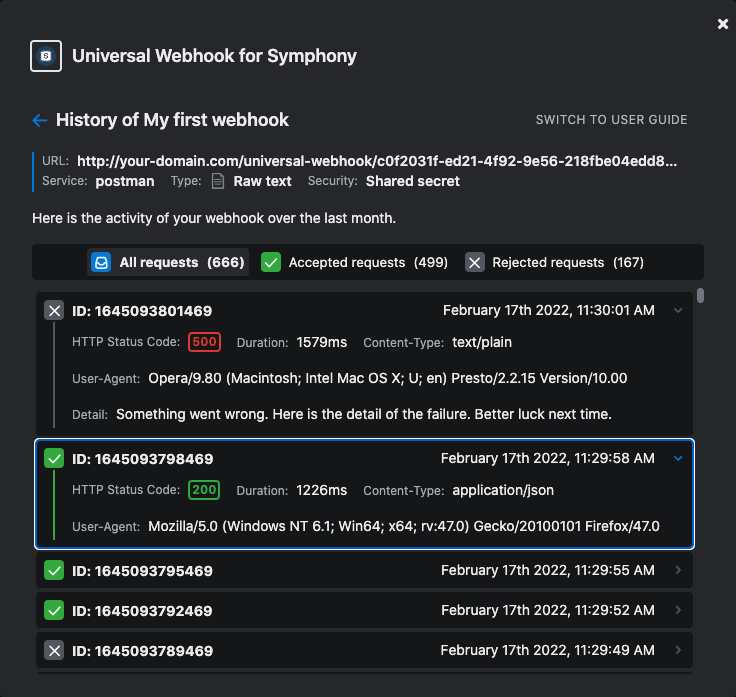 Universal Webhook for Symphony
History of My first webhook SWITCH TO USER GUIDE
URL: http://your-domain.com/universal-webhook/c0f2031f-ed21-4f92-9e56-218fbe04edd8...
Service: postman Type: Raw text Security: Shared secret
Here is the activity of your webhook over the last month.
All requests (666) Accepted requests (499) Rejected requests (167)
ID: 1645093801469 February 17th 2022, 11:30:01 AM
HTTP Status Code: 500 Duration: 1579ms Content-Type: text/plain
User-Agent: Opera/9.80 (Macintosh; Intel Mac OS X; U; en) Presto/2.2.15 Version/10.00
Detail: Something went wrong. Here is the detail of the failure. Better luck next time.
ID: 1645093798469 February 17th 2022, 11:29:58 AM
HTTP Status Code: 200 Duration: 1226ms Content-Type: application/json
User-Agent: Mozilla/5.0 (Windows NT 6.1; Win64; x64; rv:47.0) Gecko/20100101 Firefox/47.0
ID: 1645093795469 February 17th 2022, 11:29:55 AM
ID: 1645093792469 February 17th 2022, 11:29:52 AM
ID: 1645093789469 February 17th 2022, 11:29:49 AM